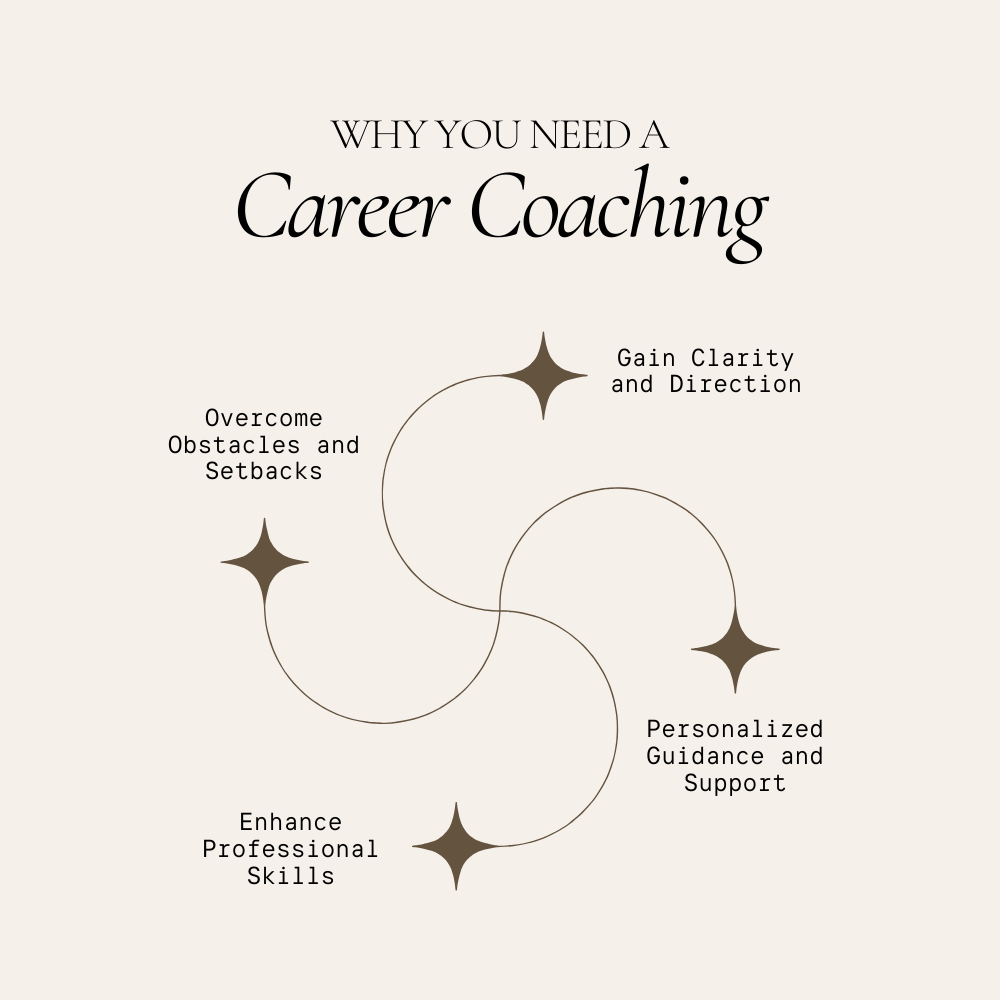 WHY YOU NEED A
Career Coaching
Gain Clarity
and Direction
Overcome
Obstacles and
Setbacks
Personalized
Guidance and
Support
Enhance
Professional
Skills